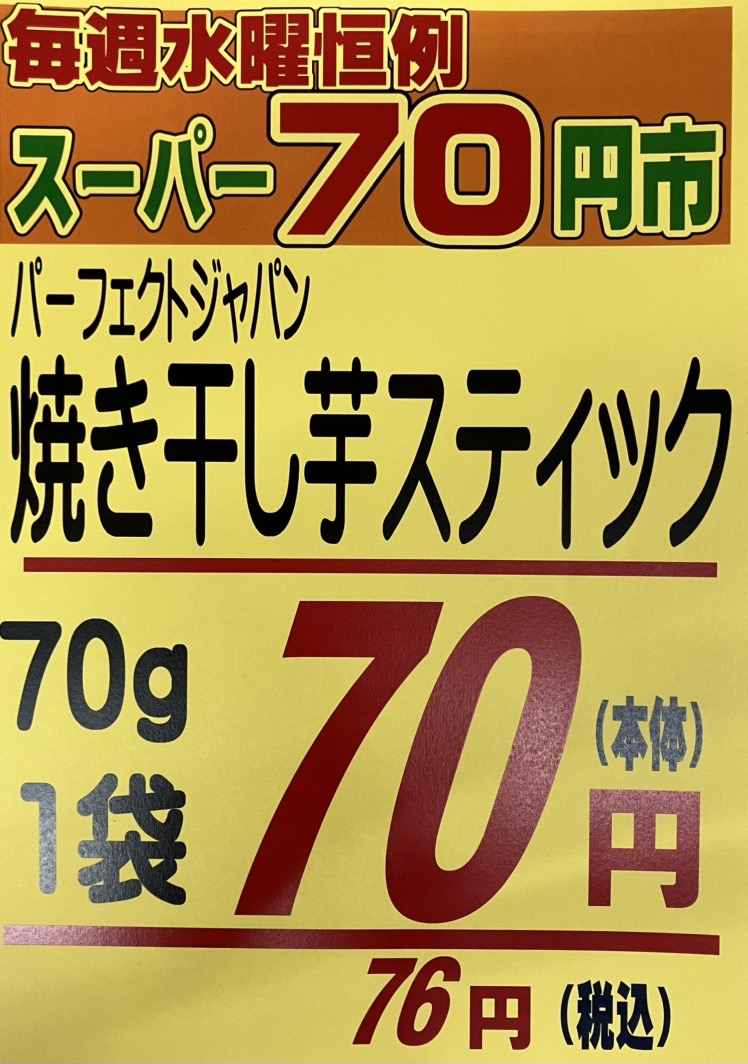 毎週水曜恒例
スーパー70円市
パーフェクトジャパン
焼き干し芋スティック
70g
1袋
70円(本体)
76円(税込)